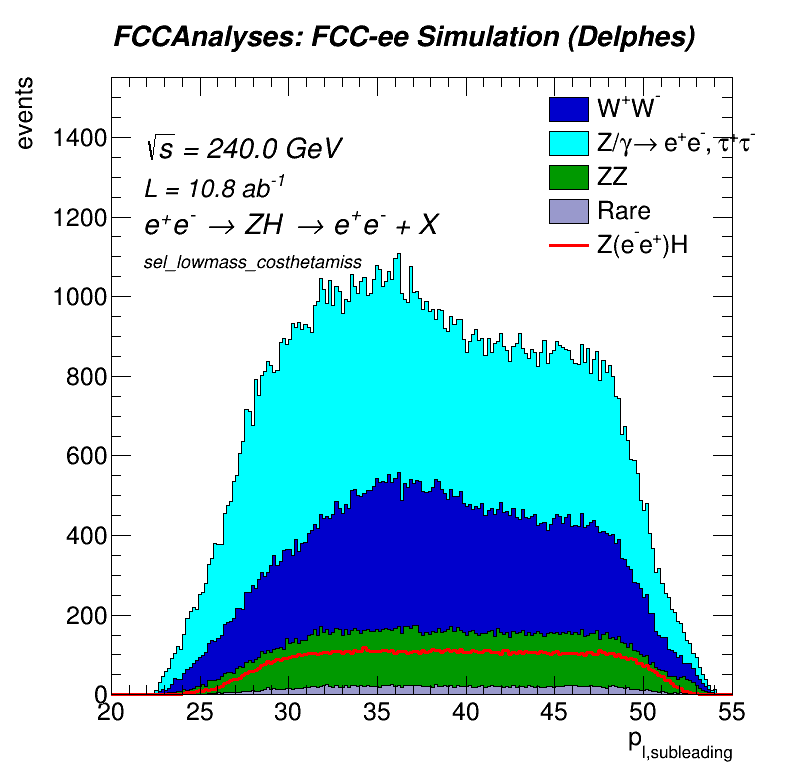 FCCAnalyses: FCC-ee Simulation (Delphes)
events
√s = 240.0 GeV
L = 10.8 ab⁻¹
e⁺e⁻ → ZH → e⁺e⁻ + X
sel_lowmass_costhetamiss
W⁺W⁻
Z/γ→ e⁺e⁻, τ⁺τ⁻
ZZ
Rare
Z(e⁻e⁺)H
1400
1200
1000
800
600
400
200
0
20 25 30 35 40 45 50 55
p_l,subleading